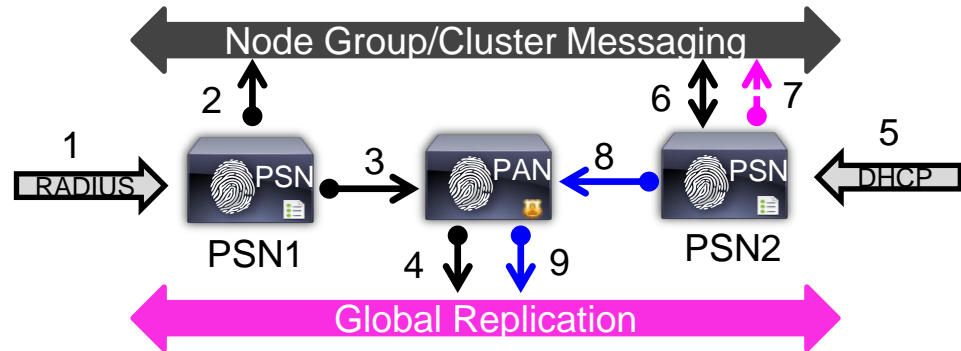 Node Group/Cluster Messaging
2
6
7
1
5
RADIUS
PSN
3
PAN
8
PSN
DHCP
PSN1
4
9
PSN2
Global Replication